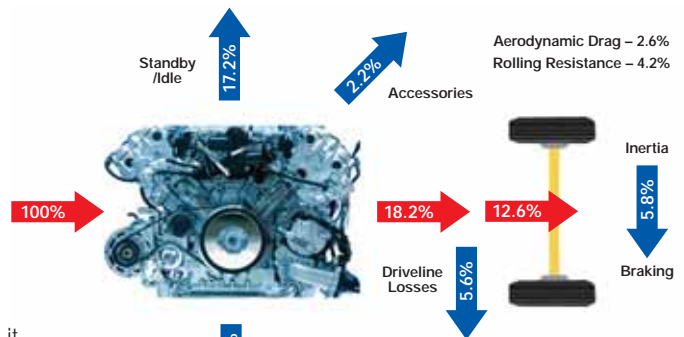 Standby
/Idle
17.2%
2.2%
Accessories
Aerodynamic Drag – 2.6%
Rolling Resistance – 4.2%
100%
18.2%
12.6%
Inertia
5.8%
Braking
Driveline
Losses
5.6%
it